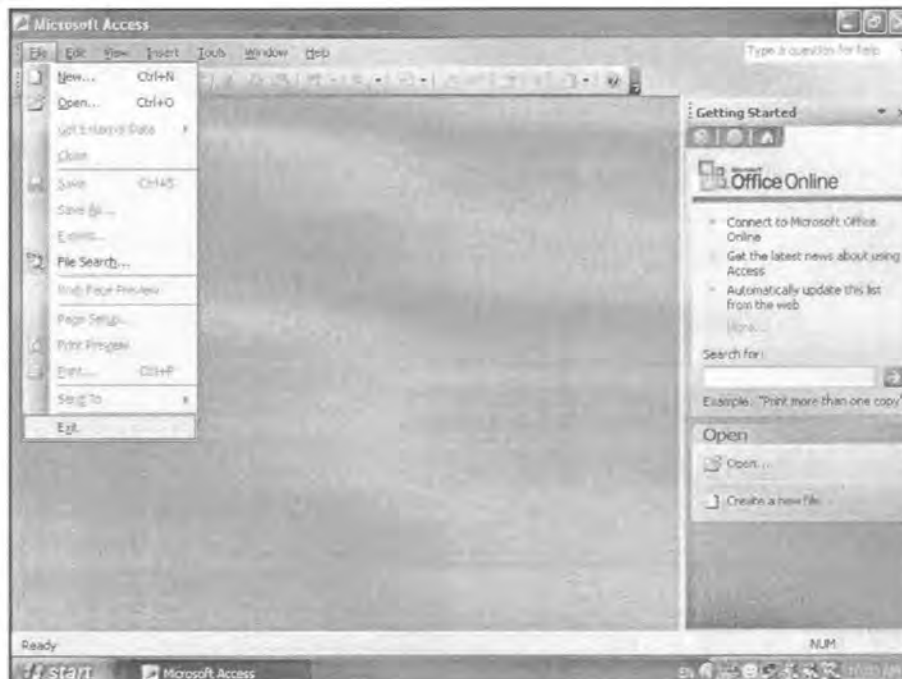 Microsoft Access
File Edit View Insert Tools Window Help
Type a question for help
New... Ctrl+N
Open... Ctrl+O
Get External Data
Close
Save Ctrl+S
Save As...
Export...
File Search...
Web Page Preview
Page Setup...
Print Preview
Print... Ctrl+P
Send To
Exit
Getting Started
Microsoft
Office Online
Connect to Microsoft Office
Online
Get the latest news about using
Access
Automatically update this list
from the web
More...
Search for:
Example: "Print more than one copy"
Open
Open...
Create a new file...
Ready
NUM
start
Microsoft Access
EN